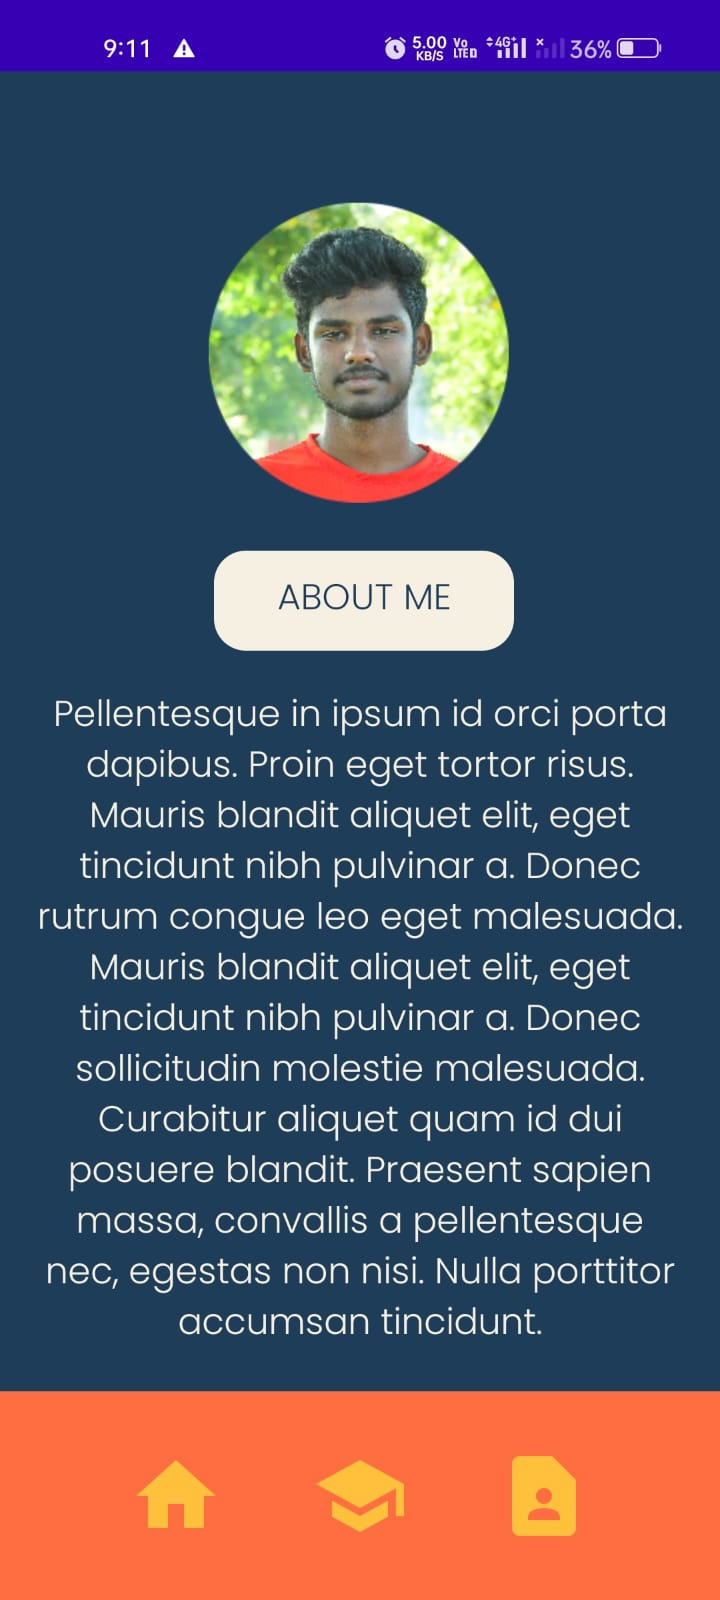 9:11 5.00 KB/S Vo LTE 4G+ 36%
ABOUT ME
Pellentesque in ipsum id orci porta
dapibus. Proin eget tortor risus.
Mauris blandit aliquet elit, eget
tincidunt nibh pulvinar a. Donec
rutrum congue leo eget malesuada.
Mauris blandit aliquet elit, eget
tincidunt nibh pulvinar a. Donec
sollicitudin molestie malesuada.
Curabitur aliquet quam id dui
posuere blandit. Praesent sapien
massa, convallis a pellentesque
nec, egestas non nisi. Nulla porttitor
accumsan tincidunt.